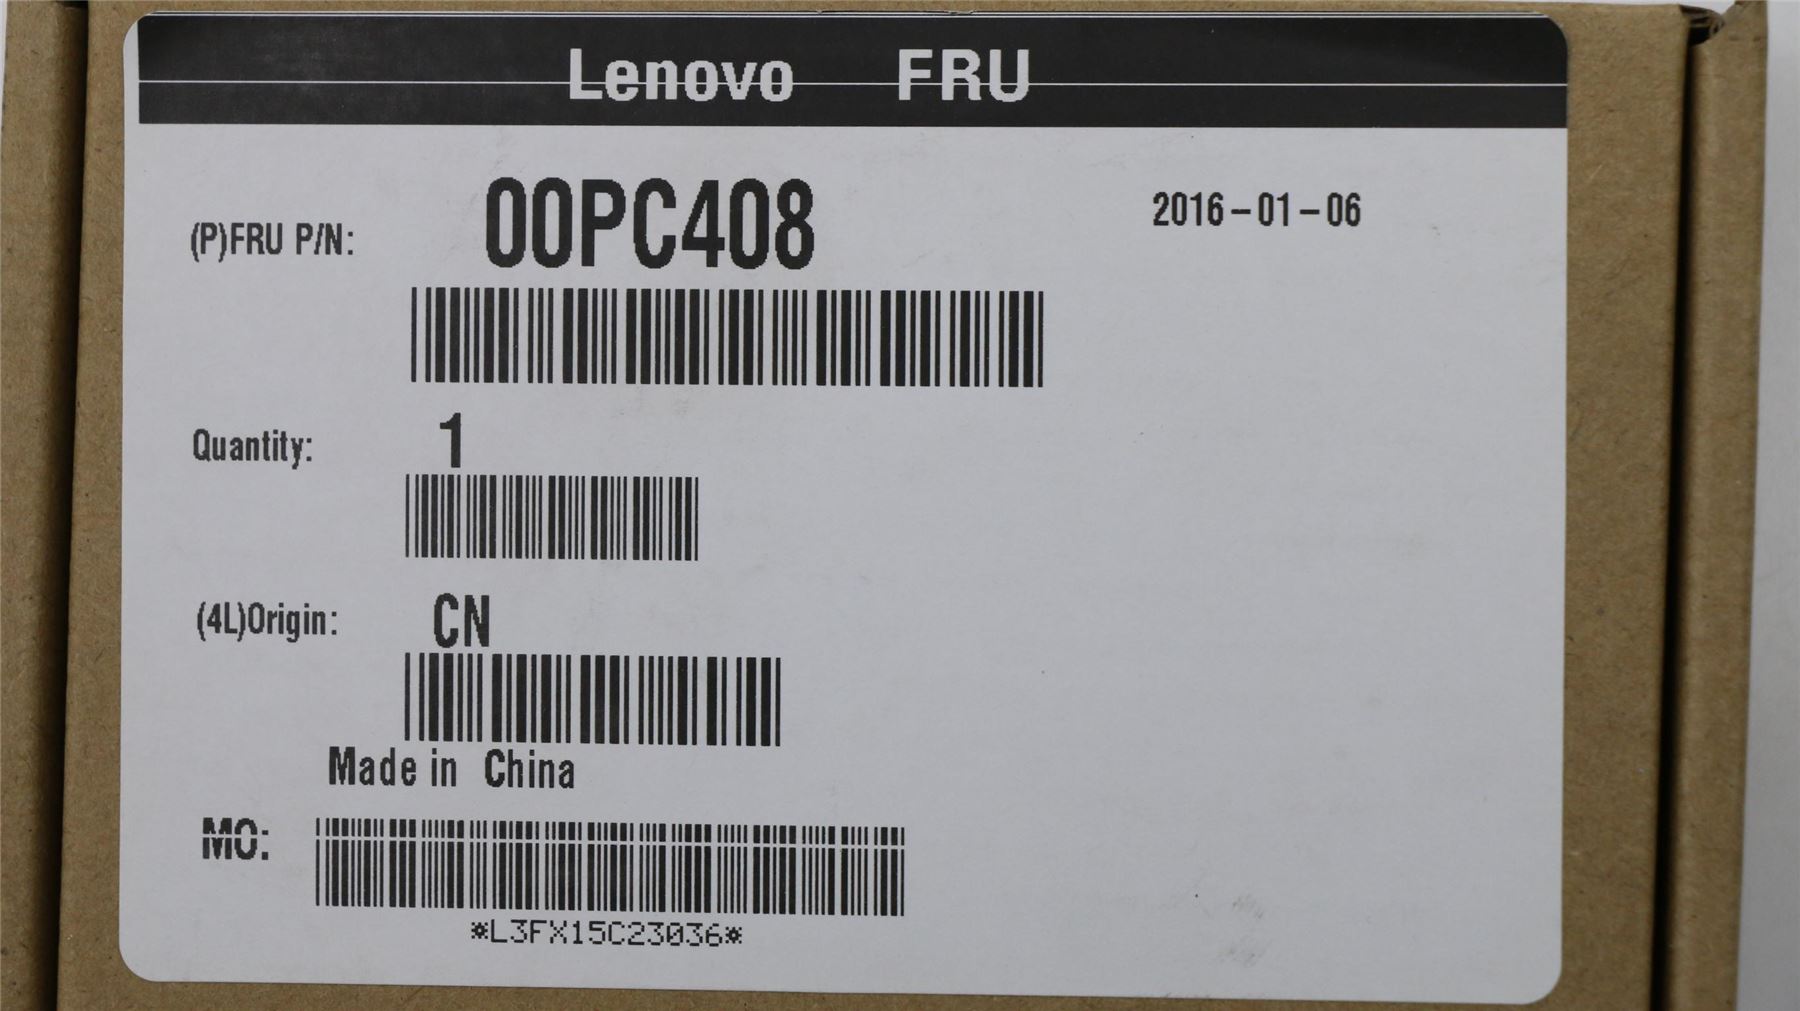 Lenovo FRU
(P)FRU P/N: 00PC408 2016-01-06
Quantity: 1
(4L)Origin: CN
Made in China
MO:
*L3FX15C23036*